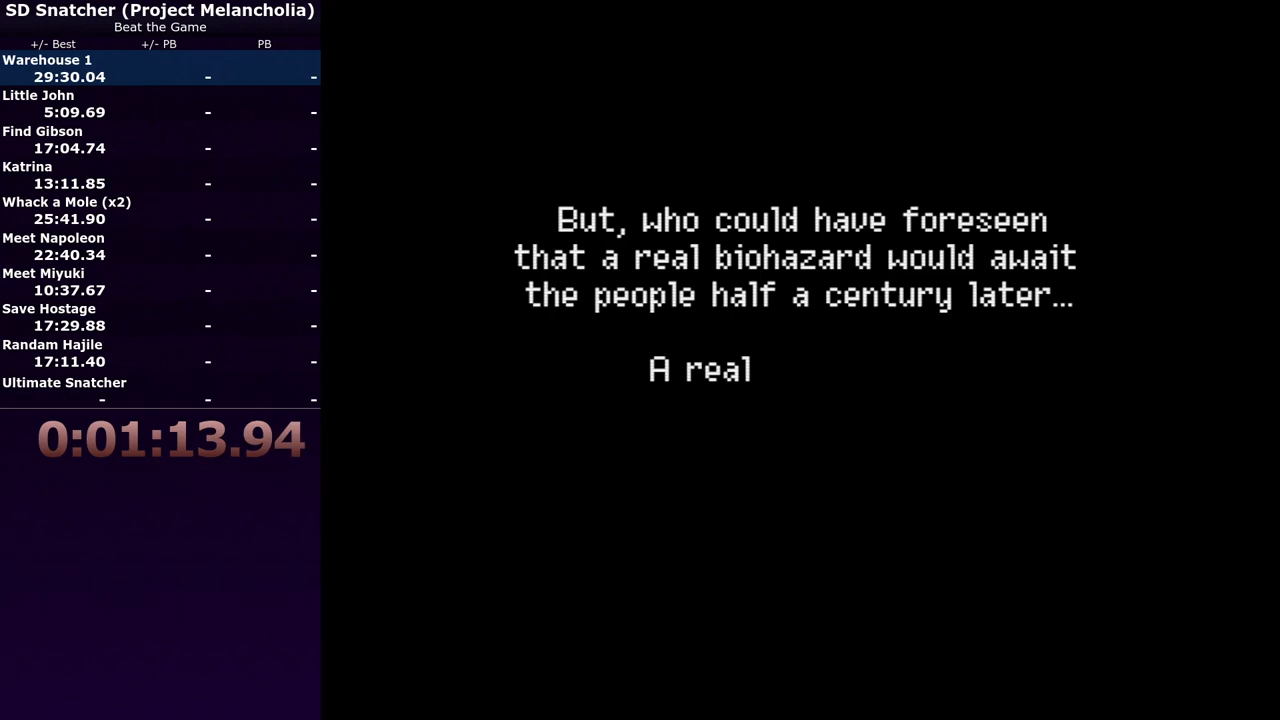 SD Snatcher (Project Melancholia)
Beat the Game
+/- Best +/- PB PB
Warehouse 1
29:30.04 - -
Little John
5:09.69 - -
Find Gibson
17:04.74 - -
Katrina
13:11.85 - -
Whack a Mole (x2)
25:41.90 - -
Meet Napoleon
22:40.34 - -
Meet Miyuki
10:37.67 - -
Save Hostage
17:29.88 - -
Randam Hajile
17:11.40 - -
Ultimate Snatcher
- - -
0:01:13.94
But, who could have foreseen
that a real biohazard would await
the people half a century later...
A real